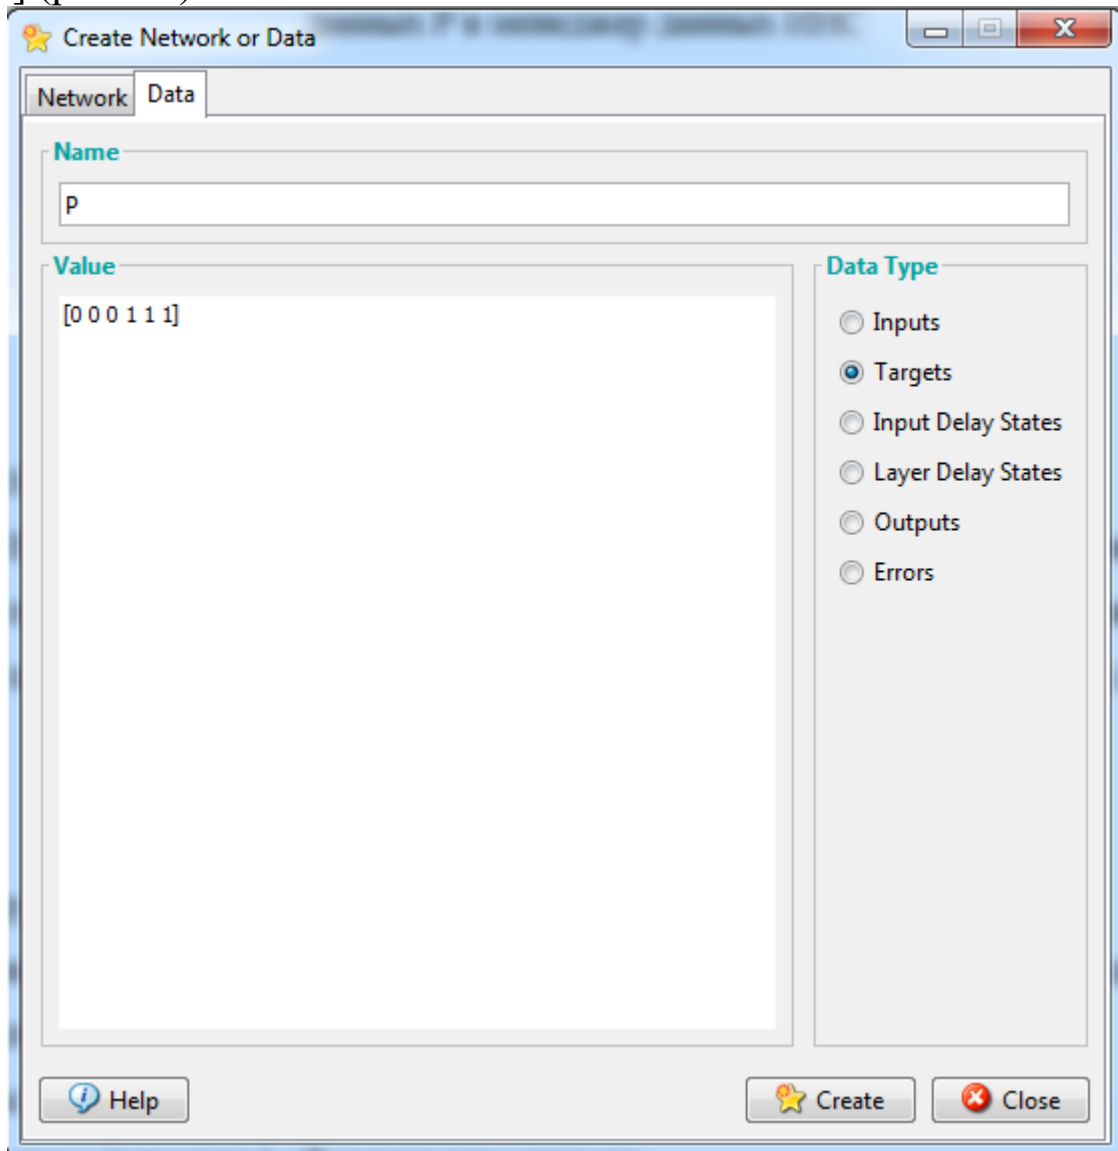 Create Network or Data
Network Data
Name
P
Value
[0 0 0 1 1 1]
Data Type
Inputs
Targets
Input Delay States
Layer Delay States
Outputs
Errors
Help
Create
Close